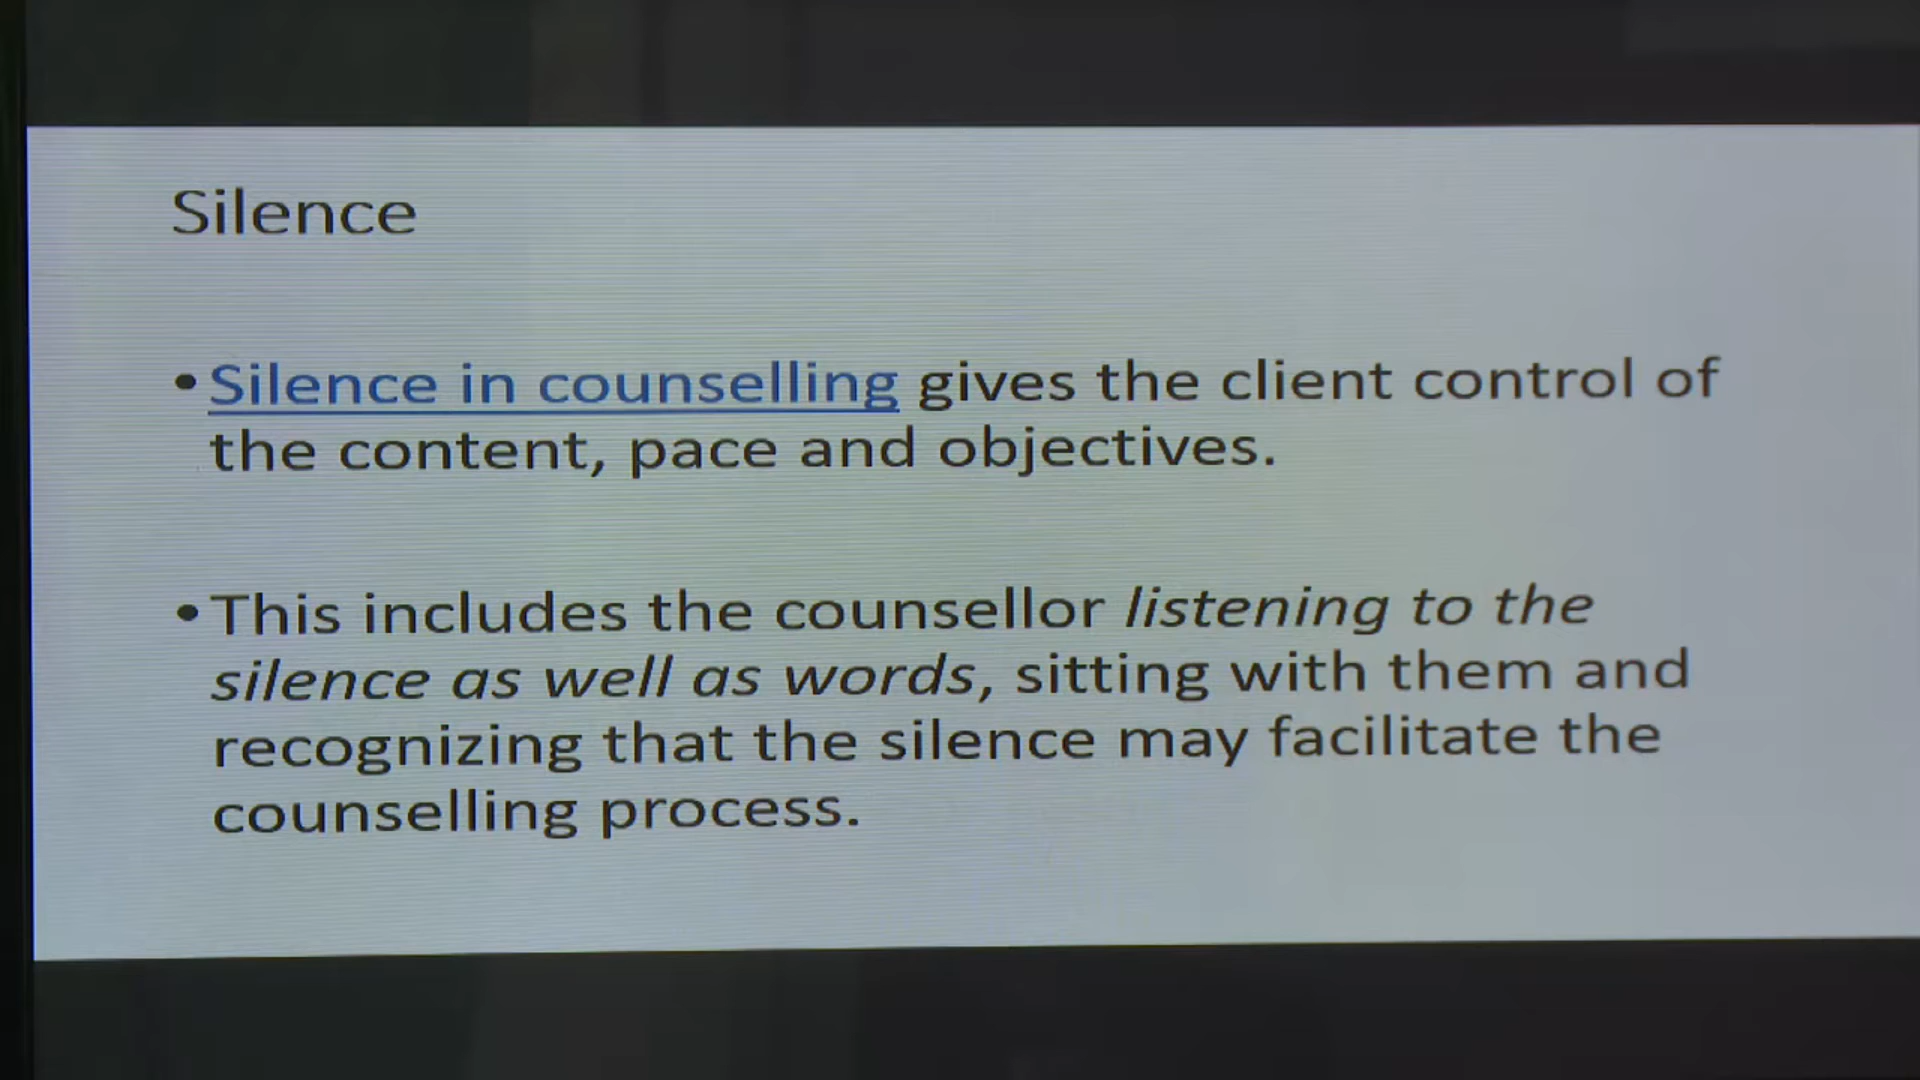 Silence
• Silence in counselling gives the client control of
the content, pace and objectives.
• This includes the counsellor listening to the
silence as well as words, sitting with them and
recognizing that the silence may facilitate the
counselling process.